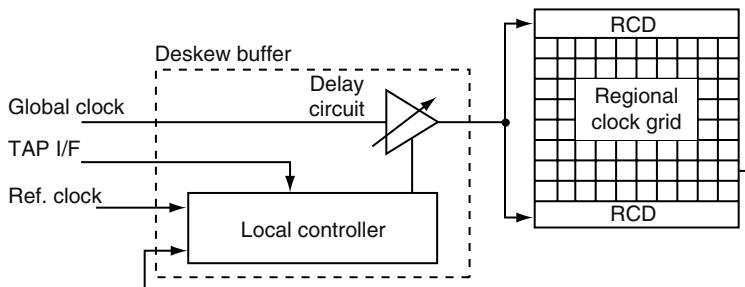 RCD
Deskew buffer
Delay
circuit
Global clock
Regional
clock grid
TAP I/F
Ref. clock
Local controller
RCD